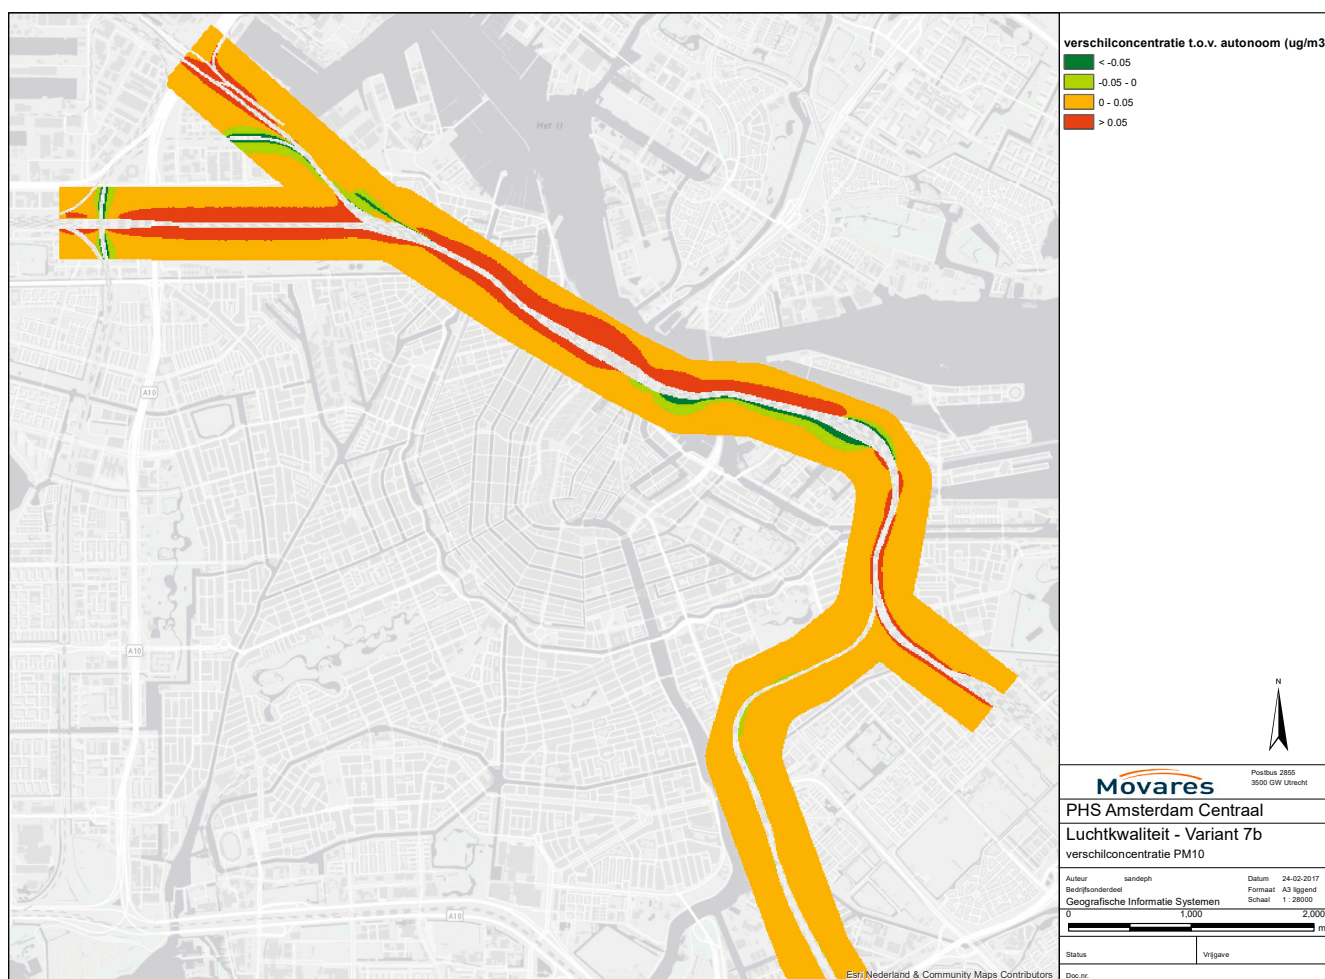 verschilconcentratie t.o.v. autonoom (ug/m3
< -0.05
-0.05 - 0
0 - 0.05
> 0.05
Het IJ
A10
A10
A10
N
Movares
Postbus 2855
3500 GW Utrecht
PHS Amsterdam Centraal
Luchtkwaliteit - Variant 7b
verschilconcentratie PM10
Auteur sandeph Datum 24-02-2017
Bedrijfsonderdeel Formaat A3 liggend
Geografische Informatie Systemen Schaal 1 : 28000
0 1,000 2,000
m
Status Vrijgave
Doc.nr.
Esri Nederland & Community Maps Contributors